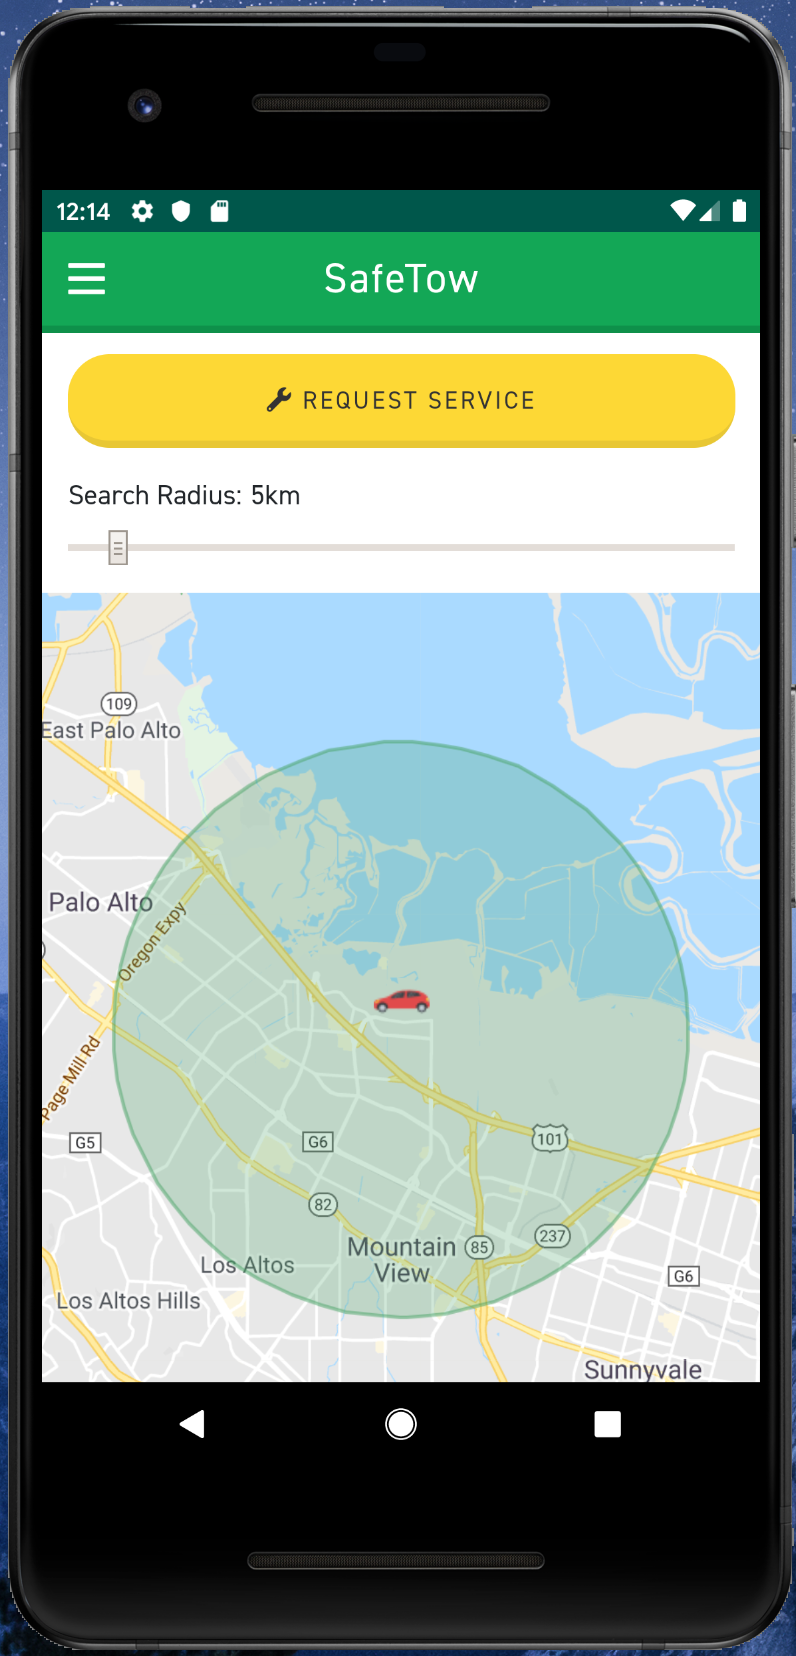 12:14
SafeTow
REQUEST SERVICE
Search Radius: 5km
109
East Palo Alto
Palo Alto
Oregon Expy
Page Mill Rd
G5
G6
101
82
Mountain
View
85
237
Los Altos
G6
Los Altos Hills
Sunnyvale